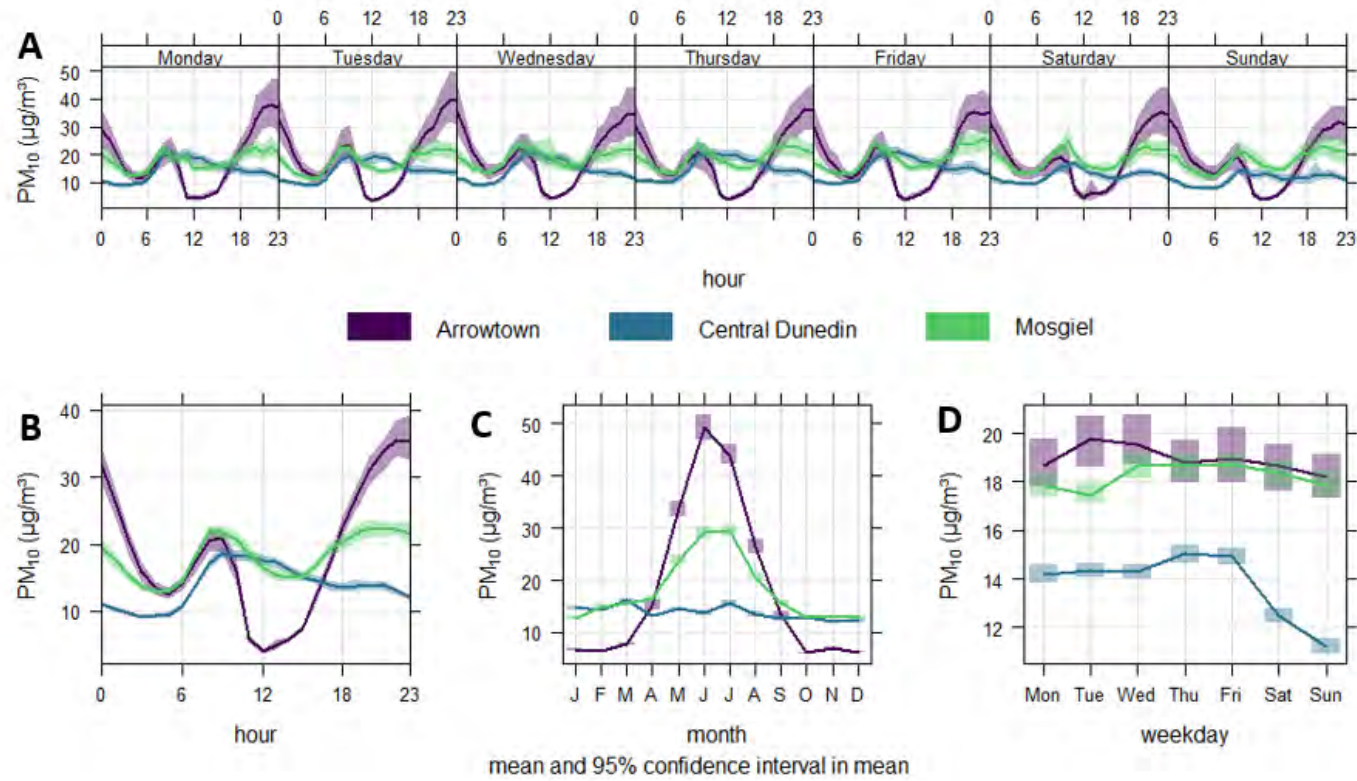 0 6 12 18 23 0 6 12 18 23 0 6 12 18 23
A
Monday Tuesday Wednesday Thursday Friday Saturday Sunday
PM₁₀ (µg/m³)
50
40
30
20
10
0 6 12 18 23 0 6 12 18 23 0 6 12 18 23 0 6 12 18 23
hour
Arrowtown Central Dunedin Mosgiel
B
PM₁₀ (µg/m³)
40
30
20
10
0 6 12 18 23
hour
C
PM₁₀ (µg/m³)
50
40
30
20
10
J F M A M J J A S O N D
month
D
PM₁₀ (µg/m³)
20
18
16
14
12
Mon Tue Wed Thu Fri Sat Sun
weekday
mean and 95% confidence interval in mean